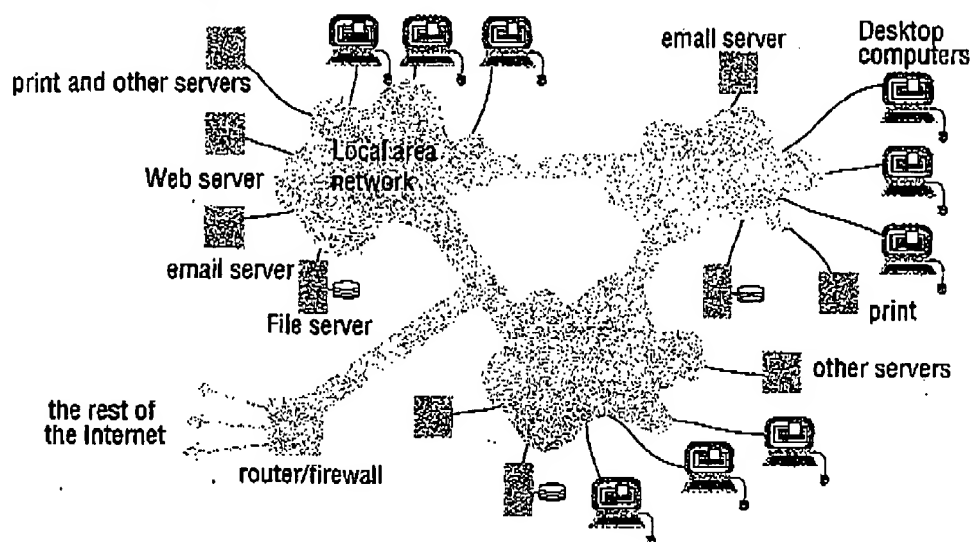 email server
Desktop
computers
print and other servers
Local area
network
Web server
email server
File server
print
other servers
the rest of
the Internet
router/firewall